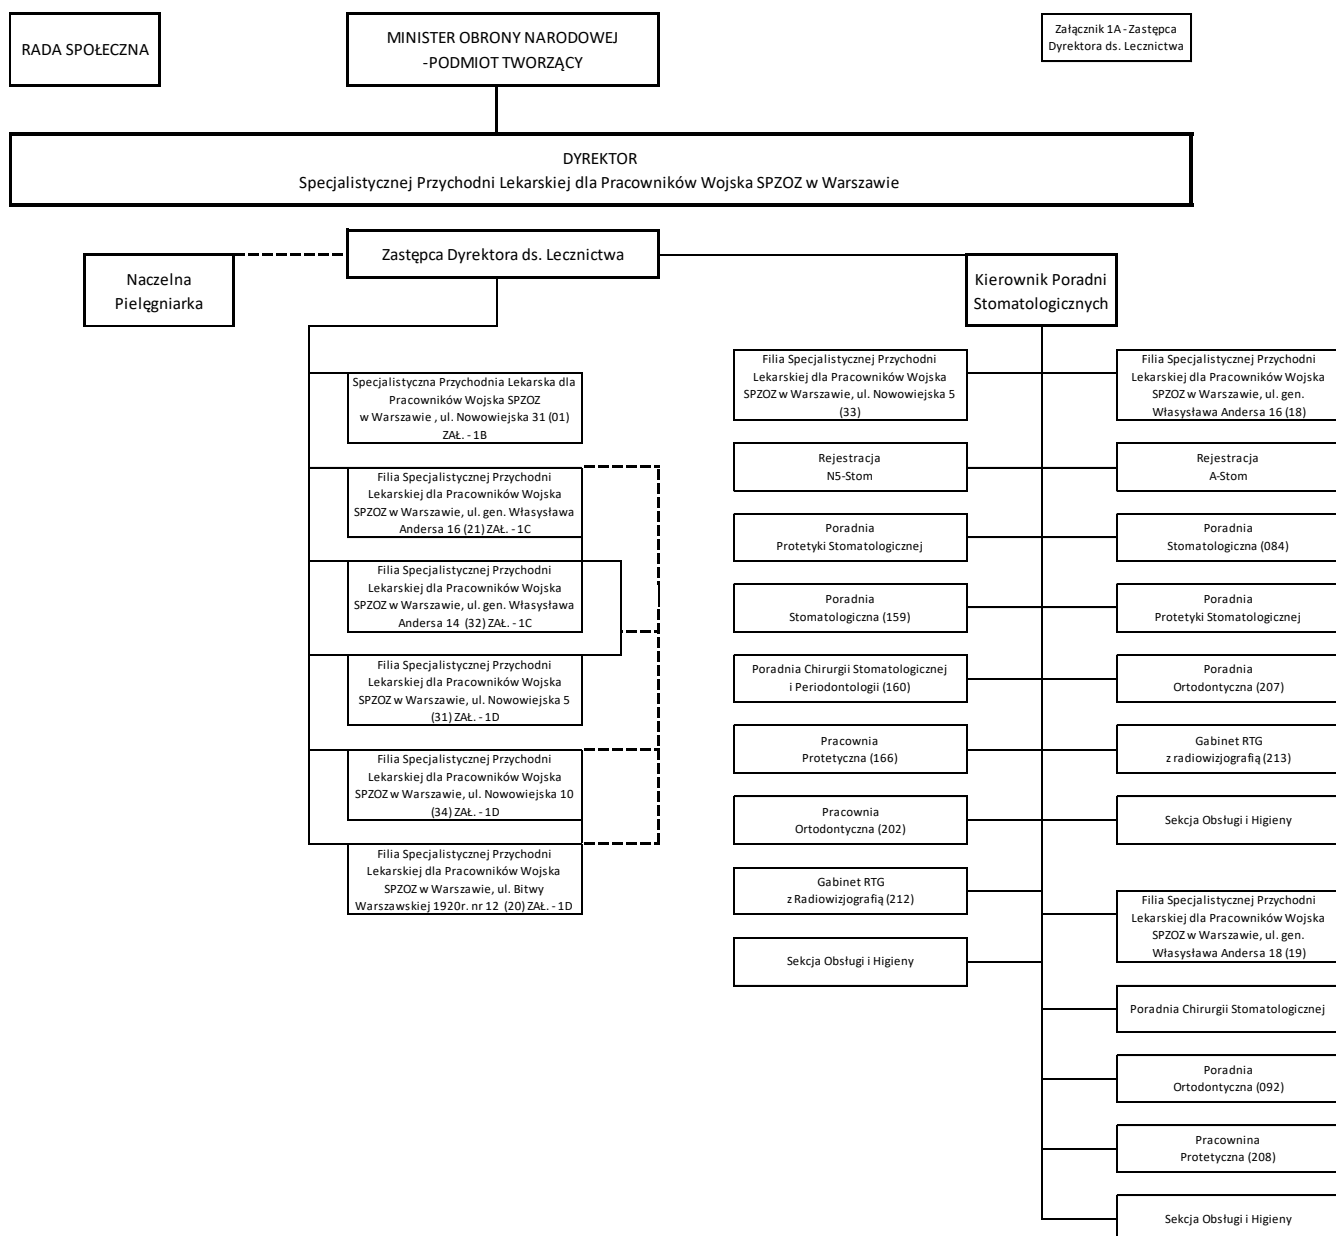 RADA SPOŁECZNA
MINISTER OBRONY NARODOWEJ
-PODMIOT TWORZĄCY
Załącznik 1A - Zastępca
Dyrektora ds. Lecznictwa
DYREKTOR
Specjalistycznej Przychodni Lekarskiej dla Pracowników Wojska SPZOZ w Warszawie
Zastępca Dyrektora ds. Lecznictwa
Naczelna
Pielęgniarka
Kierownik Poradni
Stomatologicznych
Specjalistyczna Przychodnia Lekarska dla
Pracowników Wojska SPZOZ
w Warszawie , ul. Nowowiejska 31 (01)
ZAŁ. - 1B
Filia Specjalistycznej Przychodni
Lekarskiej dla Pracowników Wojska
SPZOZ w Warszawie, ul. gen. Własysława
Andersa 16 (21) ZAŁ. - 1C
Filia Specjalistycznej Przychodni
Lekarskiej dla Pracowników Wojska
SPZOZ w Warszawie, ul. gen. Własysława
Andersa 14 (32) ZAŁ. - 1C
Filia Specjalistycznej Przychodni
Lekarskiej dla Pracowników Wojska
SPZOZ w Warszawie, ul. Nowowiejska 5
(31) ZAŁ. - 1D
Filia Specjalistycznej Przychodni
Lekarskiej dla Pracowników Wojska
SPZOZ w Warszawie, ul. Nowowiejska 10
(34) ZAŁ. - 1D
Filia Specjalistycznej Przychodni
Lekarskiej dla Pracowników Wojska
SPZOZ w Warszawie, ul. Bitwy
Warszawskiej 1920r. nr 12 (20) ZAŁ. - 1D
Filia Specjalistycznej Przychodni
Lekarskiej dla Pracowników Wojska
SPZOZ w Warszawie, ul. Nowowiejska 5
(33)
Rejestracja
N5-Stom
Poradnia
Protetyki Stomatologicznej
Poradnia
Stomatologiczna (159)
Poradnia Chirurgii Stomatologicznej
i Periodontologii (160)
Pracownia
Protetyczna (166)
Pracownia
Ortodontyczna (202)
Gabinet RTG
z Radiowizjografią (212)
Sekcja Obsługi i Higieny
Filia Specjalistycznej Przychodni
Lekarskiej dla Pracowników Wojska
SPZOZ w Warszawie, ul. gen.
Własysława Andersa 16 (18)
Rejestracja
A-Stom
Poradnia
Stomatologiczna (084)
Poradnia
Protetyki Stomatologicznej
Poradnia
Ortodontyczna (207)
Gabinet RTG
z radiowizjografią (213)
Sekcja Obsługi i Higieny
Filia Specjalistycznej Przychodni
Lekarskiej dla Pracowników Wojska
SPZOZ w Warszawie, ul. gen.
Własysława Andersa 18 (19)
Poradnia Chirurgii Stomatologicznej
Poradnia
Ortodontyczna (092)
Pracownina
Protetyczna (208)
Sekcja Obsługi i Higieny